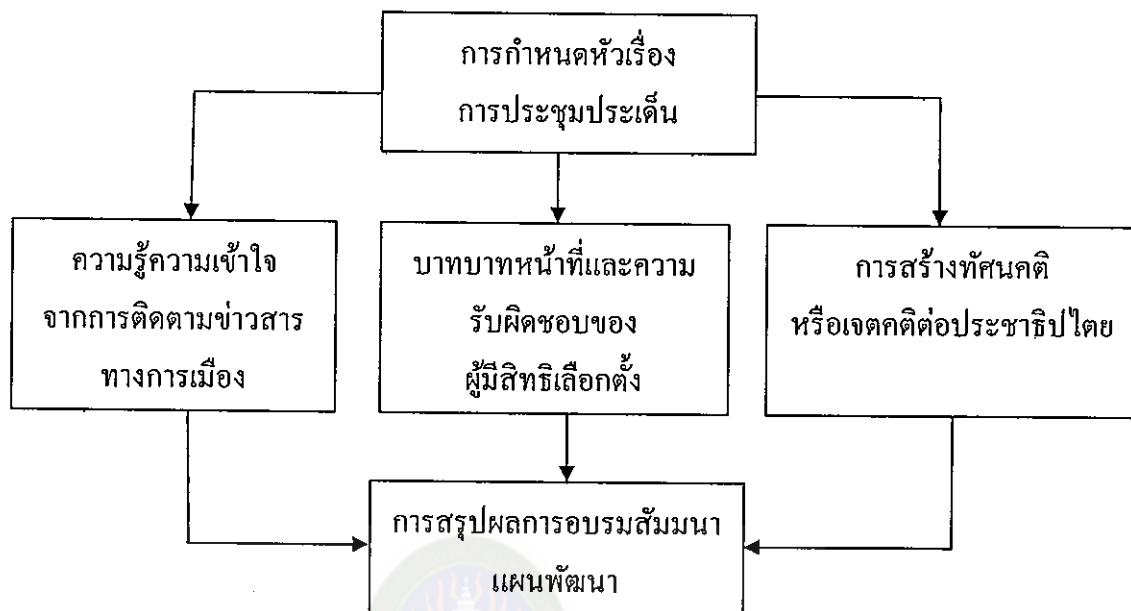 การกำหนดหัวเรื่อง
การประชุมประเด็น
ความรู้ความเข้าใจ
จากการติดตามข่าวสาร
ทางการเมือง
บาทบาทหน้าที่และความ
รับผิดชอบของ
ผู้มีสิทธิเลือกตั้ง
การสร้างทัศนคติ
หรือเจตคติต่อประชาธิปไตย
การสรุปผลการอบรมสัมมนา
แผนพัฒนา